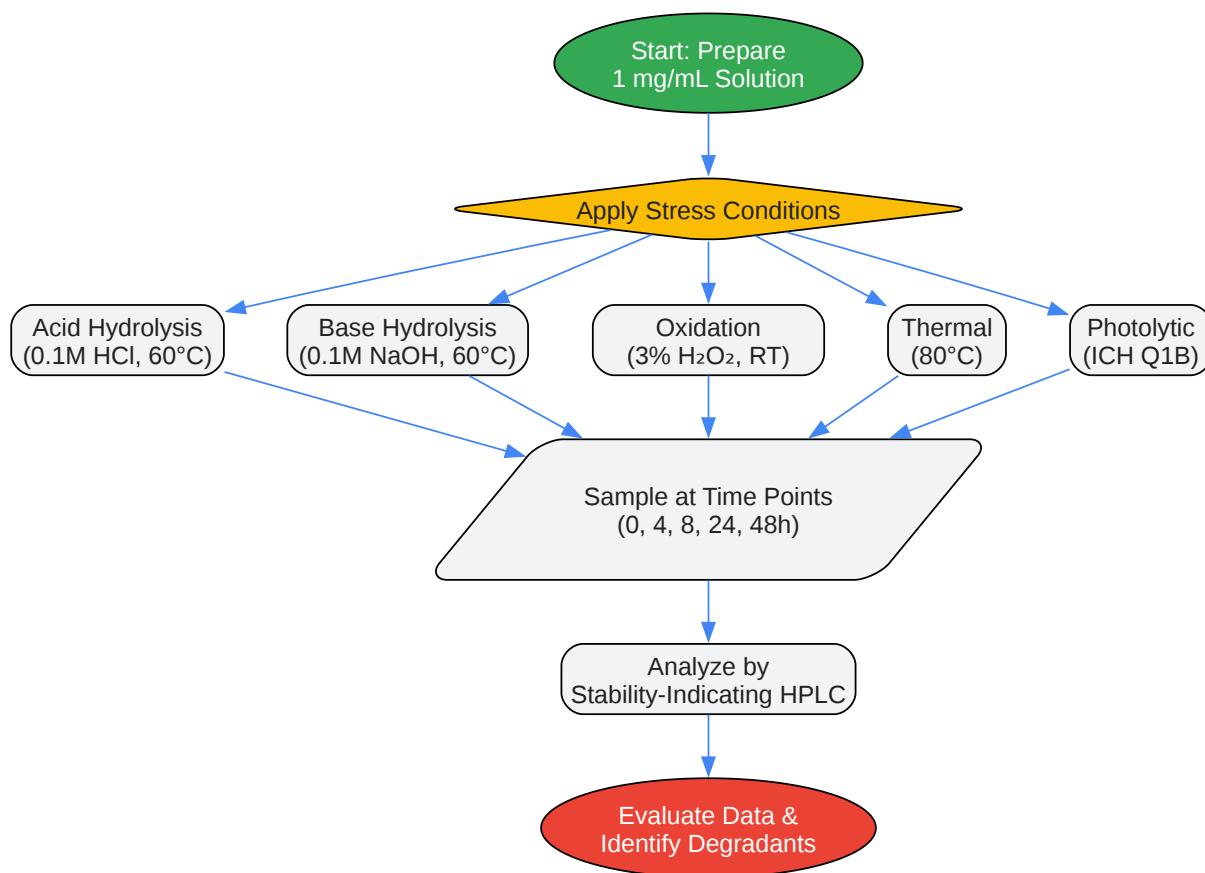 Start: Prepare
1 mg/mL Solution
Apply Stress Conditions
Acid Hydrolysis
(0.1M HCl, 60°C)
Base Hydrolysis
(0.1M NaOH, 60°C)
Oxidation
(3% H₂O₂, RT)
Thermal
(80°C)
Photolytic
(ICH Q1B)
Sample at Time Points
(0, 4, 8, 24, 48h)
Analyze by
Stability-Indicating HPLC
Evaluate Data &
Identify Degradants